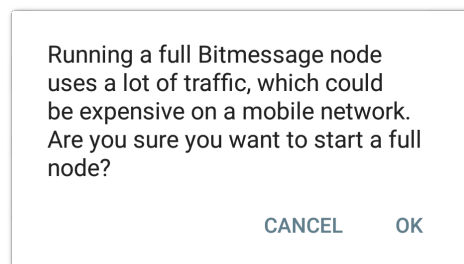 Running a full Bitmessage node
uses a lot of traffic, which could
be expensive on a mobile network.
Are you sure you want to start a full
node?
CANCEL OK